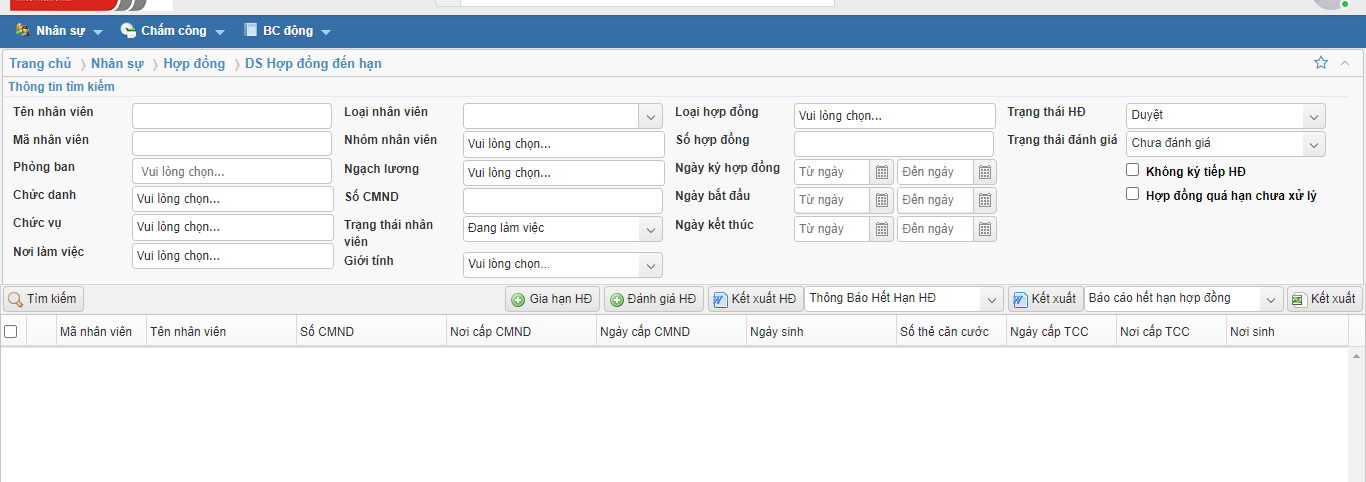 Nhân sự Chấm công BC động
Trang chủ Nhân sự Hợp đồng DS Hợp đồng đến hạn
Thông tin tìm kiếm
Tên nhân viên Loại nhân viên Loại hợp đồng Vui lòng chọn... Trạng thái HĐ Duyệt
Mã nhân viên Nhóm nhân viên Vui lòng chọn... Số hợp đồng Trạng thái đánh giá Chưa đánh giá
Phòng ban Vui lòng chọn... Ngạch lương Vui lòng chọn... Ngày ký hợp đồng Từ ngày Đến ngày Không ký tiếp HĐ
Chức danh Vui lòng chọn... Số CMND Ngày bắt đầu Từ ngày Đến ngày Hợp đồng quá hạn chưa xử lý
Chức vụ Vui lòng chọn... Trạng thái nhân viên Đang làm việc Ngày kết thúc Từ ngày Đến ngày
Nơi làm việc Vui lòng chọn... Giới tính Vui lòng chọn...
Tìm kiếm Gia hạn HĐ Đánh giá HĐ Kết xuất HĐ Thông Báo Hết Hạn HĐ Kết xuất Báo cáo hết hạn hợp đồng Kết xuất
Mã nhân viên Tên nhân viên Số CMND Nơi cấp CMND Ngày cấp CMND Ngày sinh Số thẻ căn cước Ngày cấp TCC Nơi cấp TCC Nơi sinh